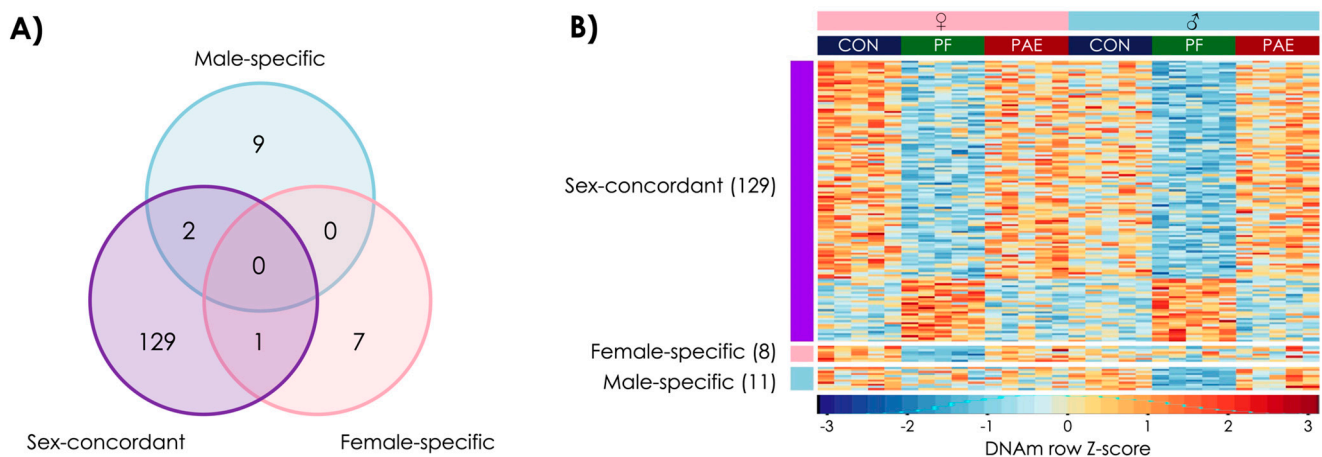 A)
Male-specific
9
2
0
0
129
1
7
Sex-concordant
Female-specific
B)
♀ ♂
CON PF PAE CON PF PAE
Sex-concordant (129)
Female-specific (8)
Male-specific (11)
-3 -2 -1 0 1 2 3
DNAm row Z-score